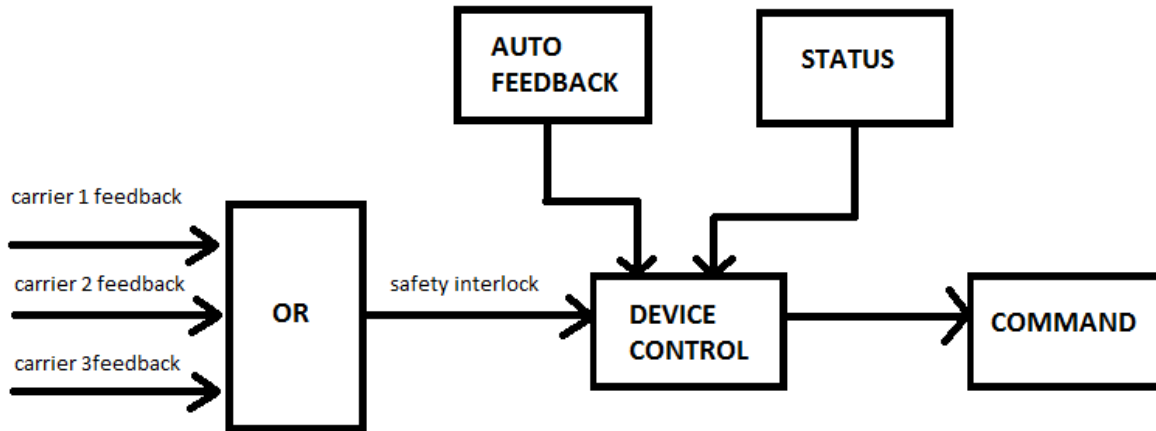 AUTO
FEEDBACK
STATUS
carrier 1 feedback
carrier 2 feedback
carrier 3feedback
OR
safety interlock
DEVICE
CONTROL
COMMAND